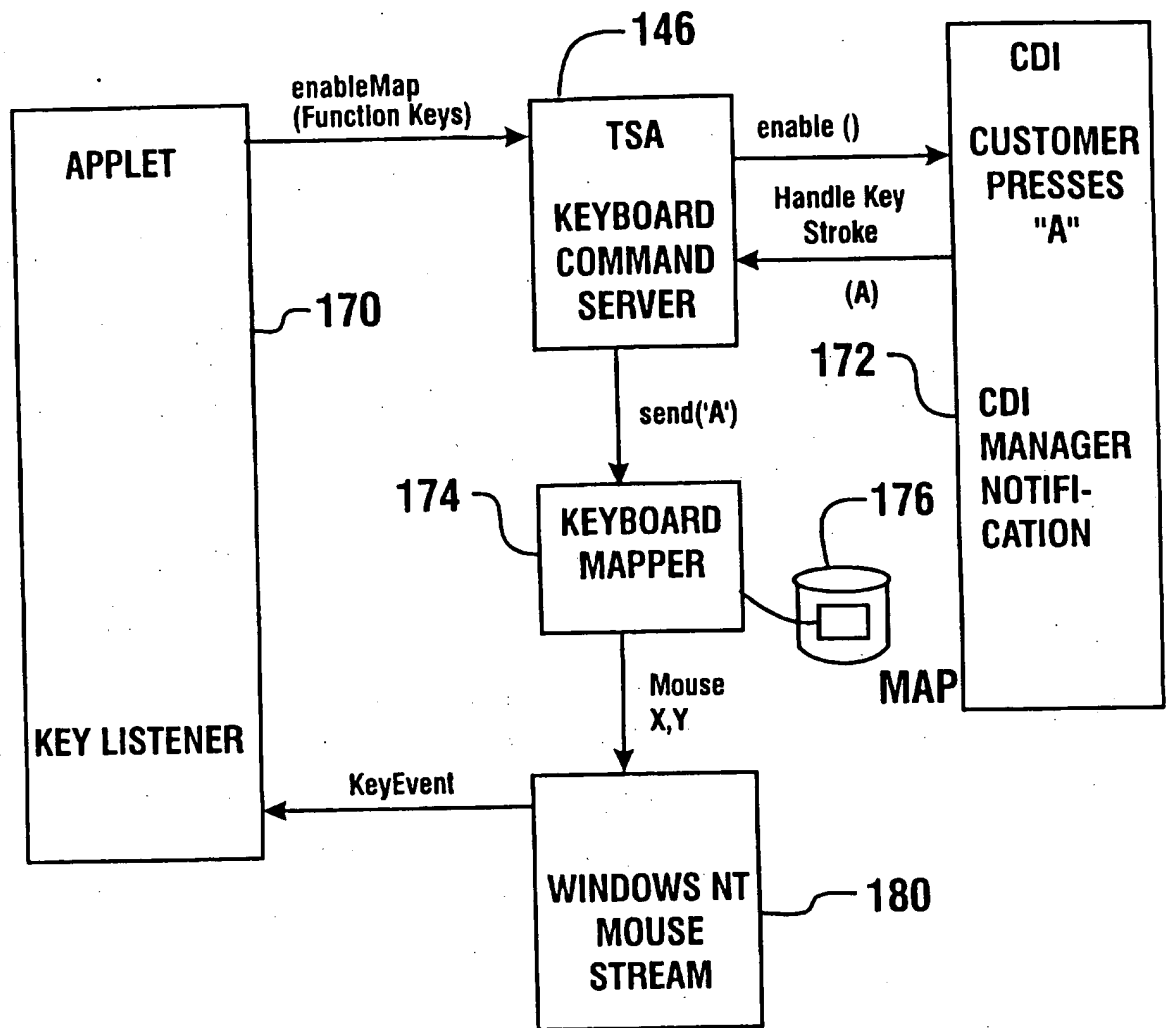 146
enableMap
(Function Keys)
APPLET
170
KEY LISTENER
TSA
KEYBOARD
COMMAND
SERVER
enable ()
Handle Key
Stroke
(A)
CDI
CUSTOMER
PRESSES
"A"
172
CDI
MANAGER
NOTIFI-
CATION
send('A')
174
KEYBOARD
MAPPER
176
MAP
Mouse
X,Y
KeyEvent
WINDOWS NT
MOUSE
STREAM
180